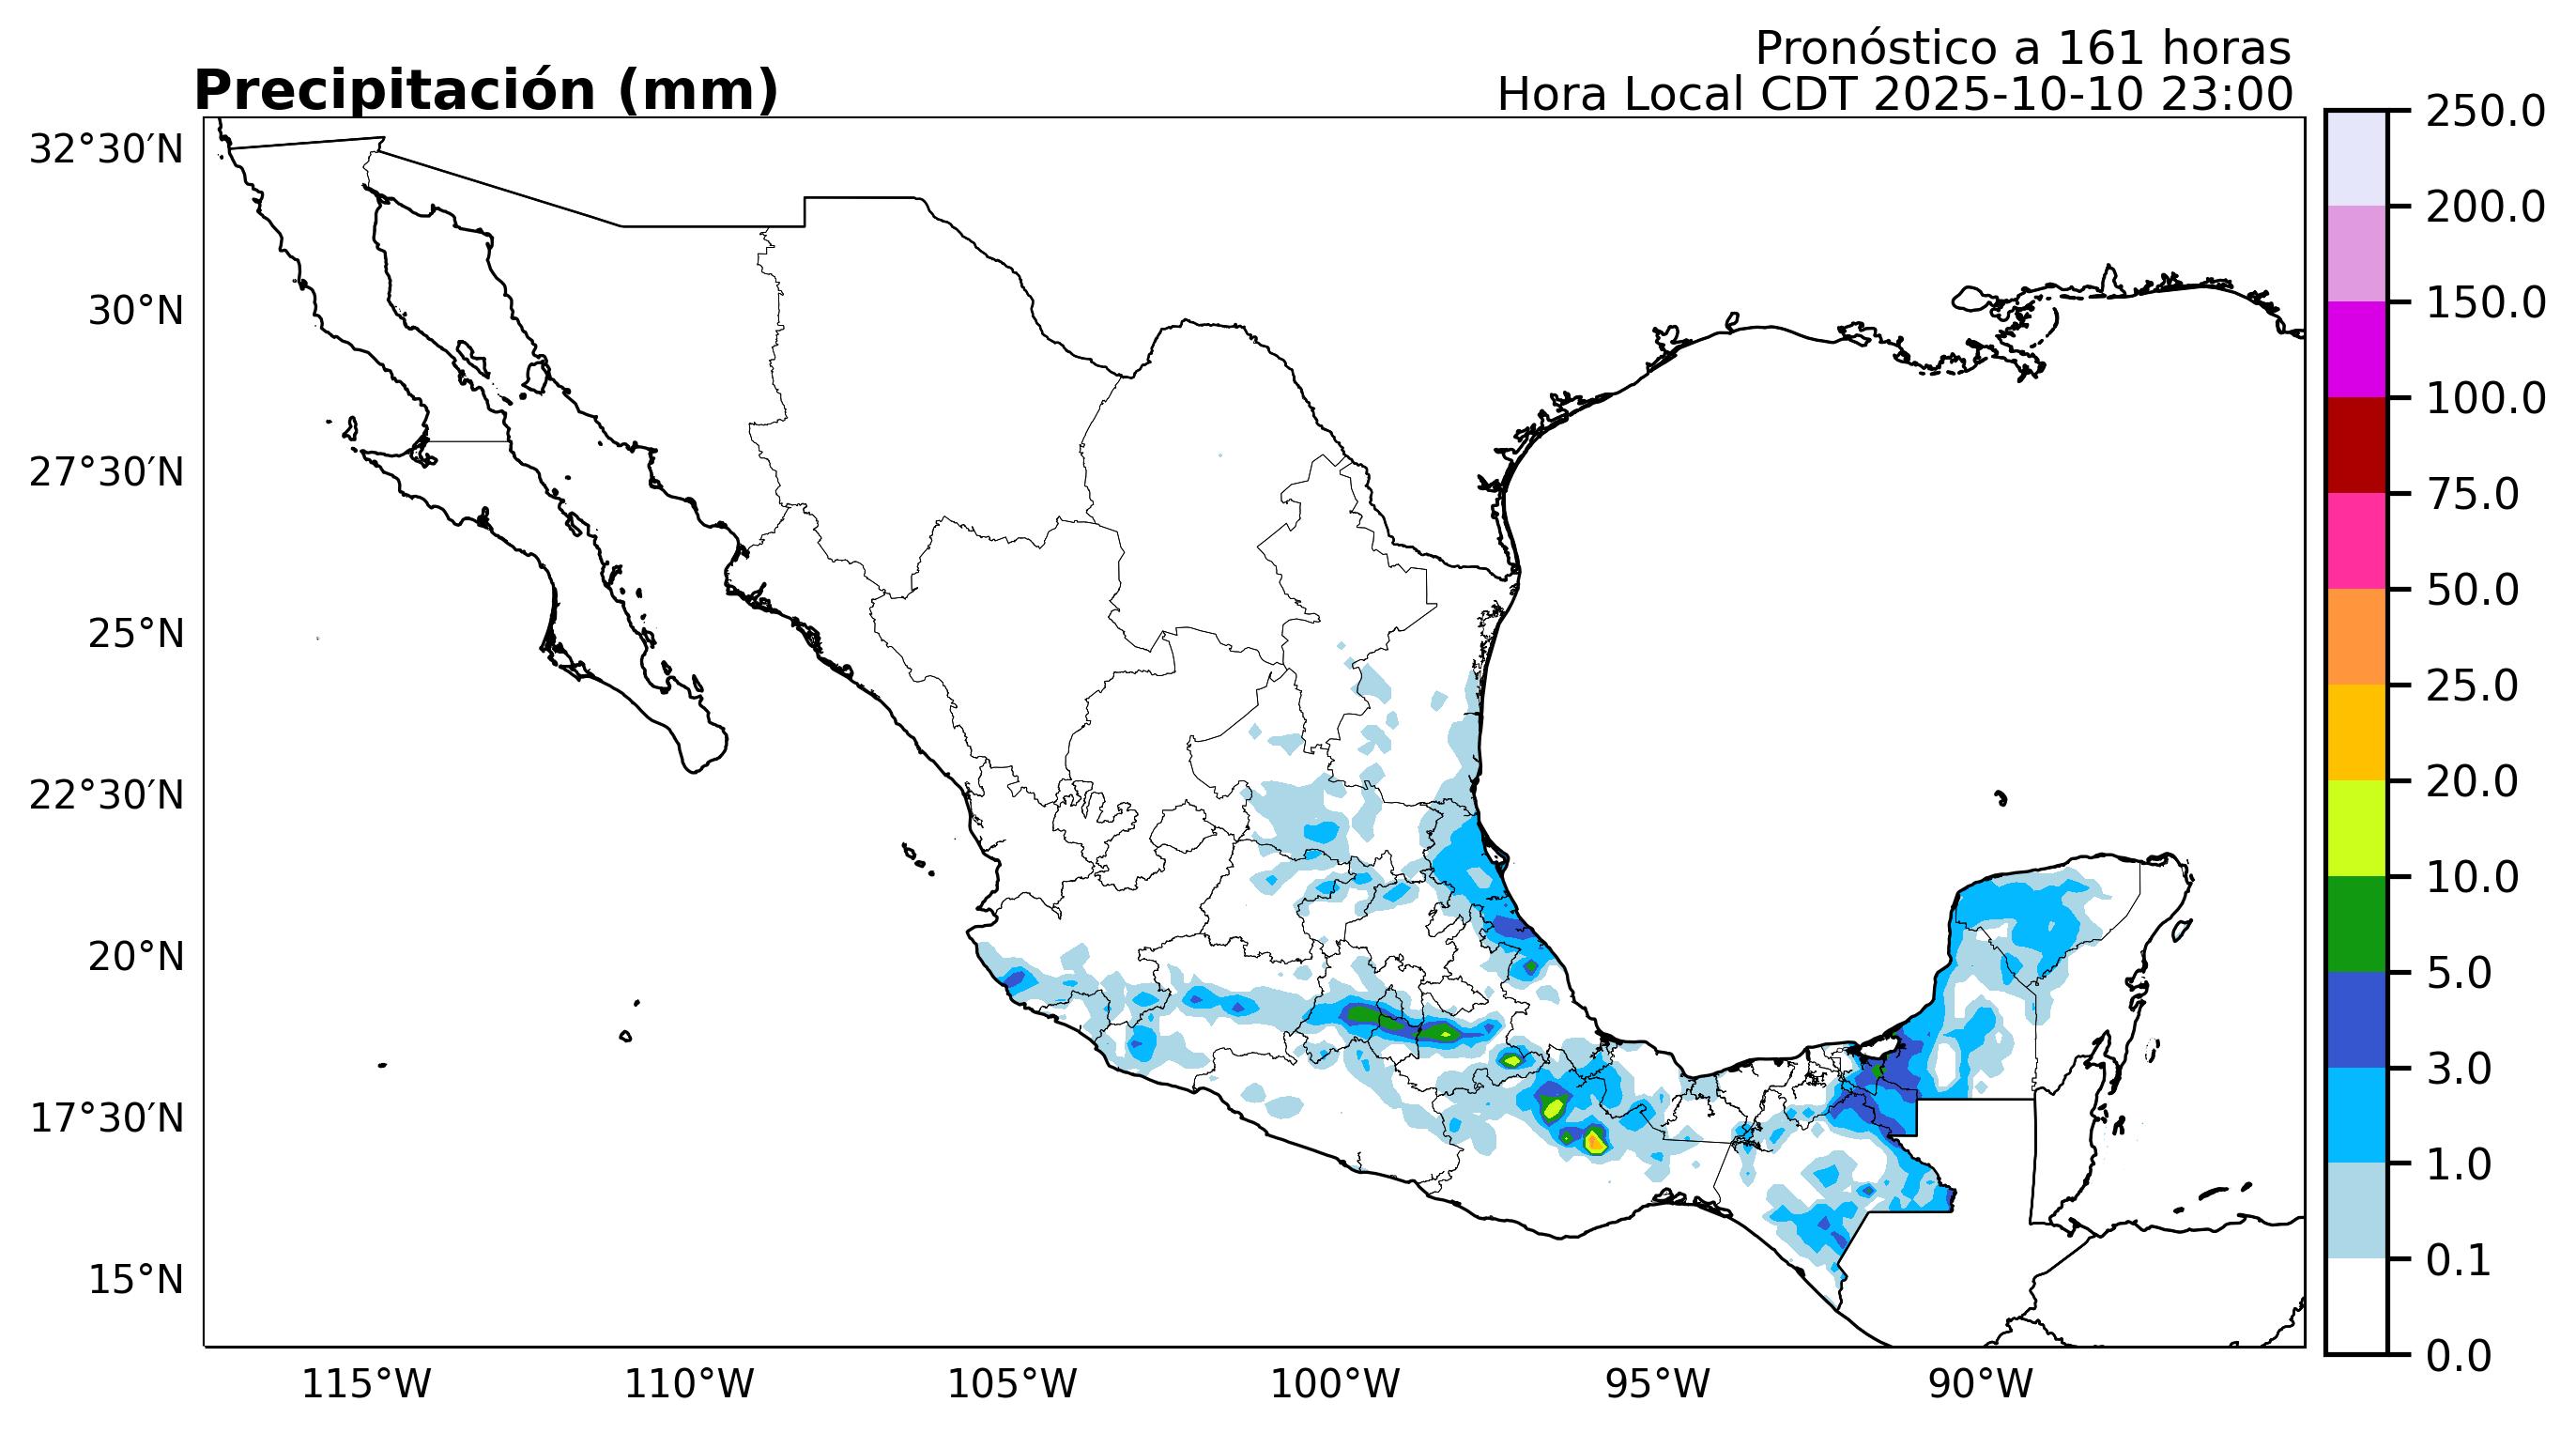 Pronóstico a 161 horas
Precipitación (mm)
Hora Local CDT 2025-10-10 23:00
32°30′N
30°N
27°30′N
25°N
22°30′N
20°N
17°30′N
15°N
115°W
110°W
105°W
100°W
95°W
90°W
250.0
200.0
150.0
100.0
75.0
50.0
25.0
20.0
10.0
5.0
3.0
1.0
0.1
0.0